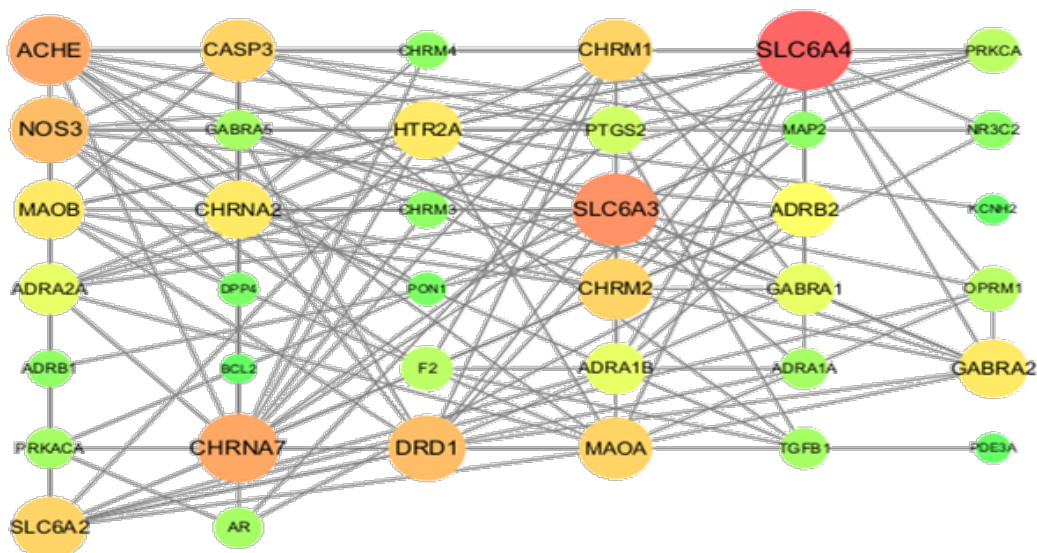 ACHE CASP3 CHRM4 CHRM1 SLC6A4 PRKCA
NOS3 GABRA5 HTR2A PTGS2 MAP2 NR3C2
MAOB CHRNA2 CHRM3 SLC6A3 ADRB2 KCNH2
ADRA2A DPP4 PON1 CHRM2 GABRA1 OPRM1
ADRB1 BCL2 F2 ADRA1B ADRA1A GABRA2
PRKACA CHRNA7 DRD1 MAOA TGFB1 PDE3A
SLC6A2 AR